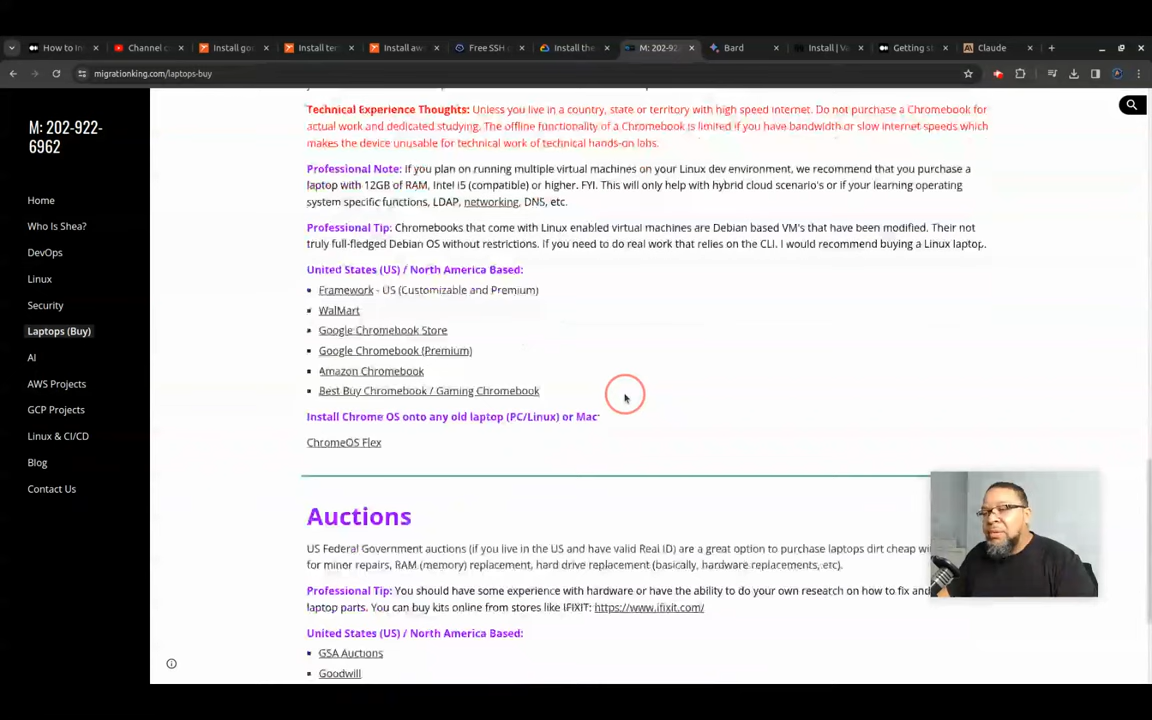 How to In
Channel c
Install go
Install ter
Install aw
Free SSH
Install the
M: 202-92
Bard
Install | Va
Getting st
Claude
migrationking.com/laptops-buy
M: 202-922-
6962
Home
Who Is Shea?
DevOps
Linux
Security
Laptops (Buy)
AI
AWS Projects
GCP Projects
Linux & CI/CD
Blog
Contact Us
Technical Experience Thoughts: Unless you live in a country, state or territory with high speed internet. Do not purchase a Chromebook for
actual work and dedicated studying. The offline functionality of a Chromebook is limited if you have bandwidth or slow internet speeds which
makes the device unusable for technical work of technical hands-on labs.
Professional Note: If you plan on running multiple virtual machines on your Linux dev environment, we recommend that you purchase a
laptop with 12GB of RAM, Intel i5 (compatible) or higher. FYI. This will only help with hybrid cloud scenario's or if your learning operating
system specific functions, LDAP, networking, DNS, etc.
Professional Tip: Chromebooks that come with Linux enabled virtual machines are Debian based VM's that have been modified. Their not
truly full-fledged Debian OS without restrictions. If you need to do real work that relies on the CLI. I would recommend buying a Linux laptop.
United States (US) / North America Based:
Framework - US (Customizable and Premium)
WalMart
Google Chromebook Store
Google Chromebook (Premium)
Amazon Chromebook
Best Buy Chromebook / Gaming Chromebook
Install Chrome OS onto any old laptop (PC/Linux) or Mac:
ChromeOS Flex
Auctions
US Federal Government auctions (if you live in the US and have valid Real ID) are a great option to purchase laptops dirt cheap
for minor repairs, RAM (memory) replacement, hard drive replacement (basically, hardware replacements, etc).
Professional Tip: You should have some experience with hardware or have the ability to do your own research on how to fix and
laptop parts. You can buy kits online from stores like IFIXIT: https://www.ifixit.com/
United States (US) / North America Based:
GSA Auctions
Goodwill